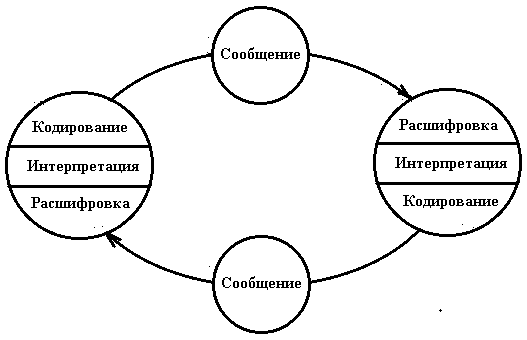 Сообщение
Кодирование
Интерпретация
Расшифровка
Расшифровка
Интерпретация
Кодирование
Сообщение